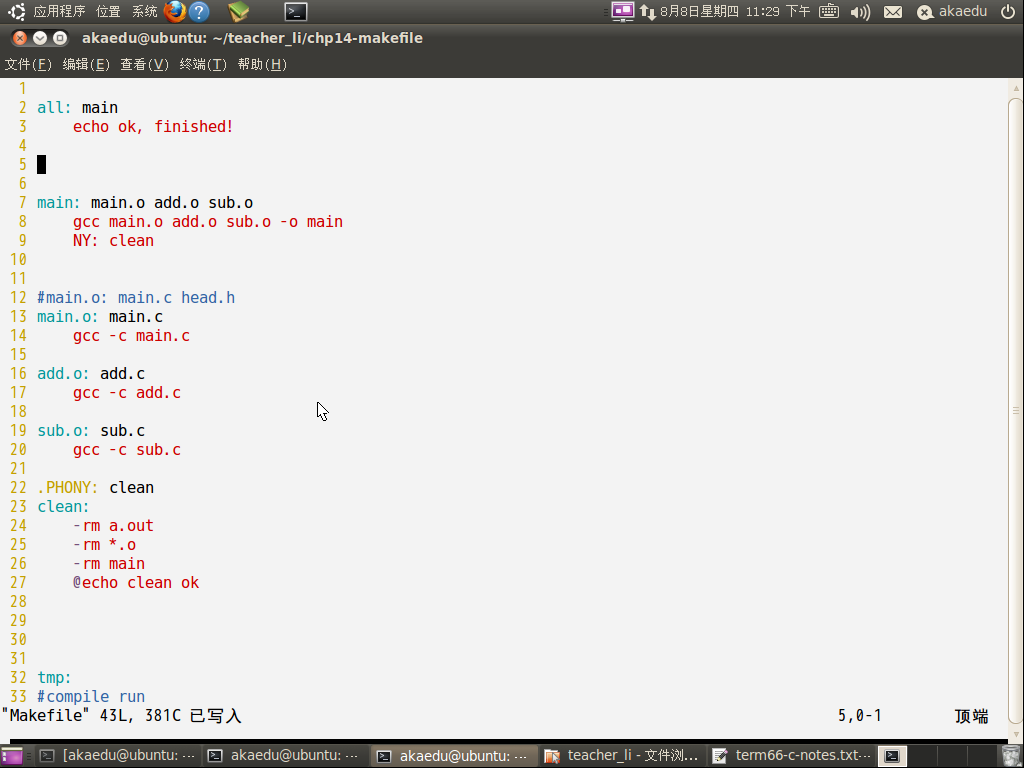 应用程序 位置 系统 8月8日星期四 11:29 下午 akaedu
akaedu@ubuntu: ~/teacher_li/chp14-makefile
文件(F) 编辑(E) 查看(V) 终端(T) 帮助(H)
1
2 all: main
3 echo ok, finished!
4
5
6
7 main: main.o add.o sub.o
8 gcc main.o add.o sub.o -o main
9 NY: clean
10
11
12 #main.o: main.c head.h
13 main.o: main.c
14 gcc -c main.c
15
16 add.o: add.c
17 gcc -c add.c
18
19 sub.o: sub.c
20 gcc -c sub.c
21
22 .PHONY: clean
23 clean:
24 -rm a.out
25 -rm *.o
26 -rm main
27 @echo clean ok
28
29
30
31
32 tmp:
33 #compile run
"Makefile" 43L, 381C 已写入 5,0-1 顶端
[akaedu@ubuntu: ... akaedu@ubuntu: ... akaedu@ubuntu: ... teacher_li - 文件浏... term66-c-notes.txt...